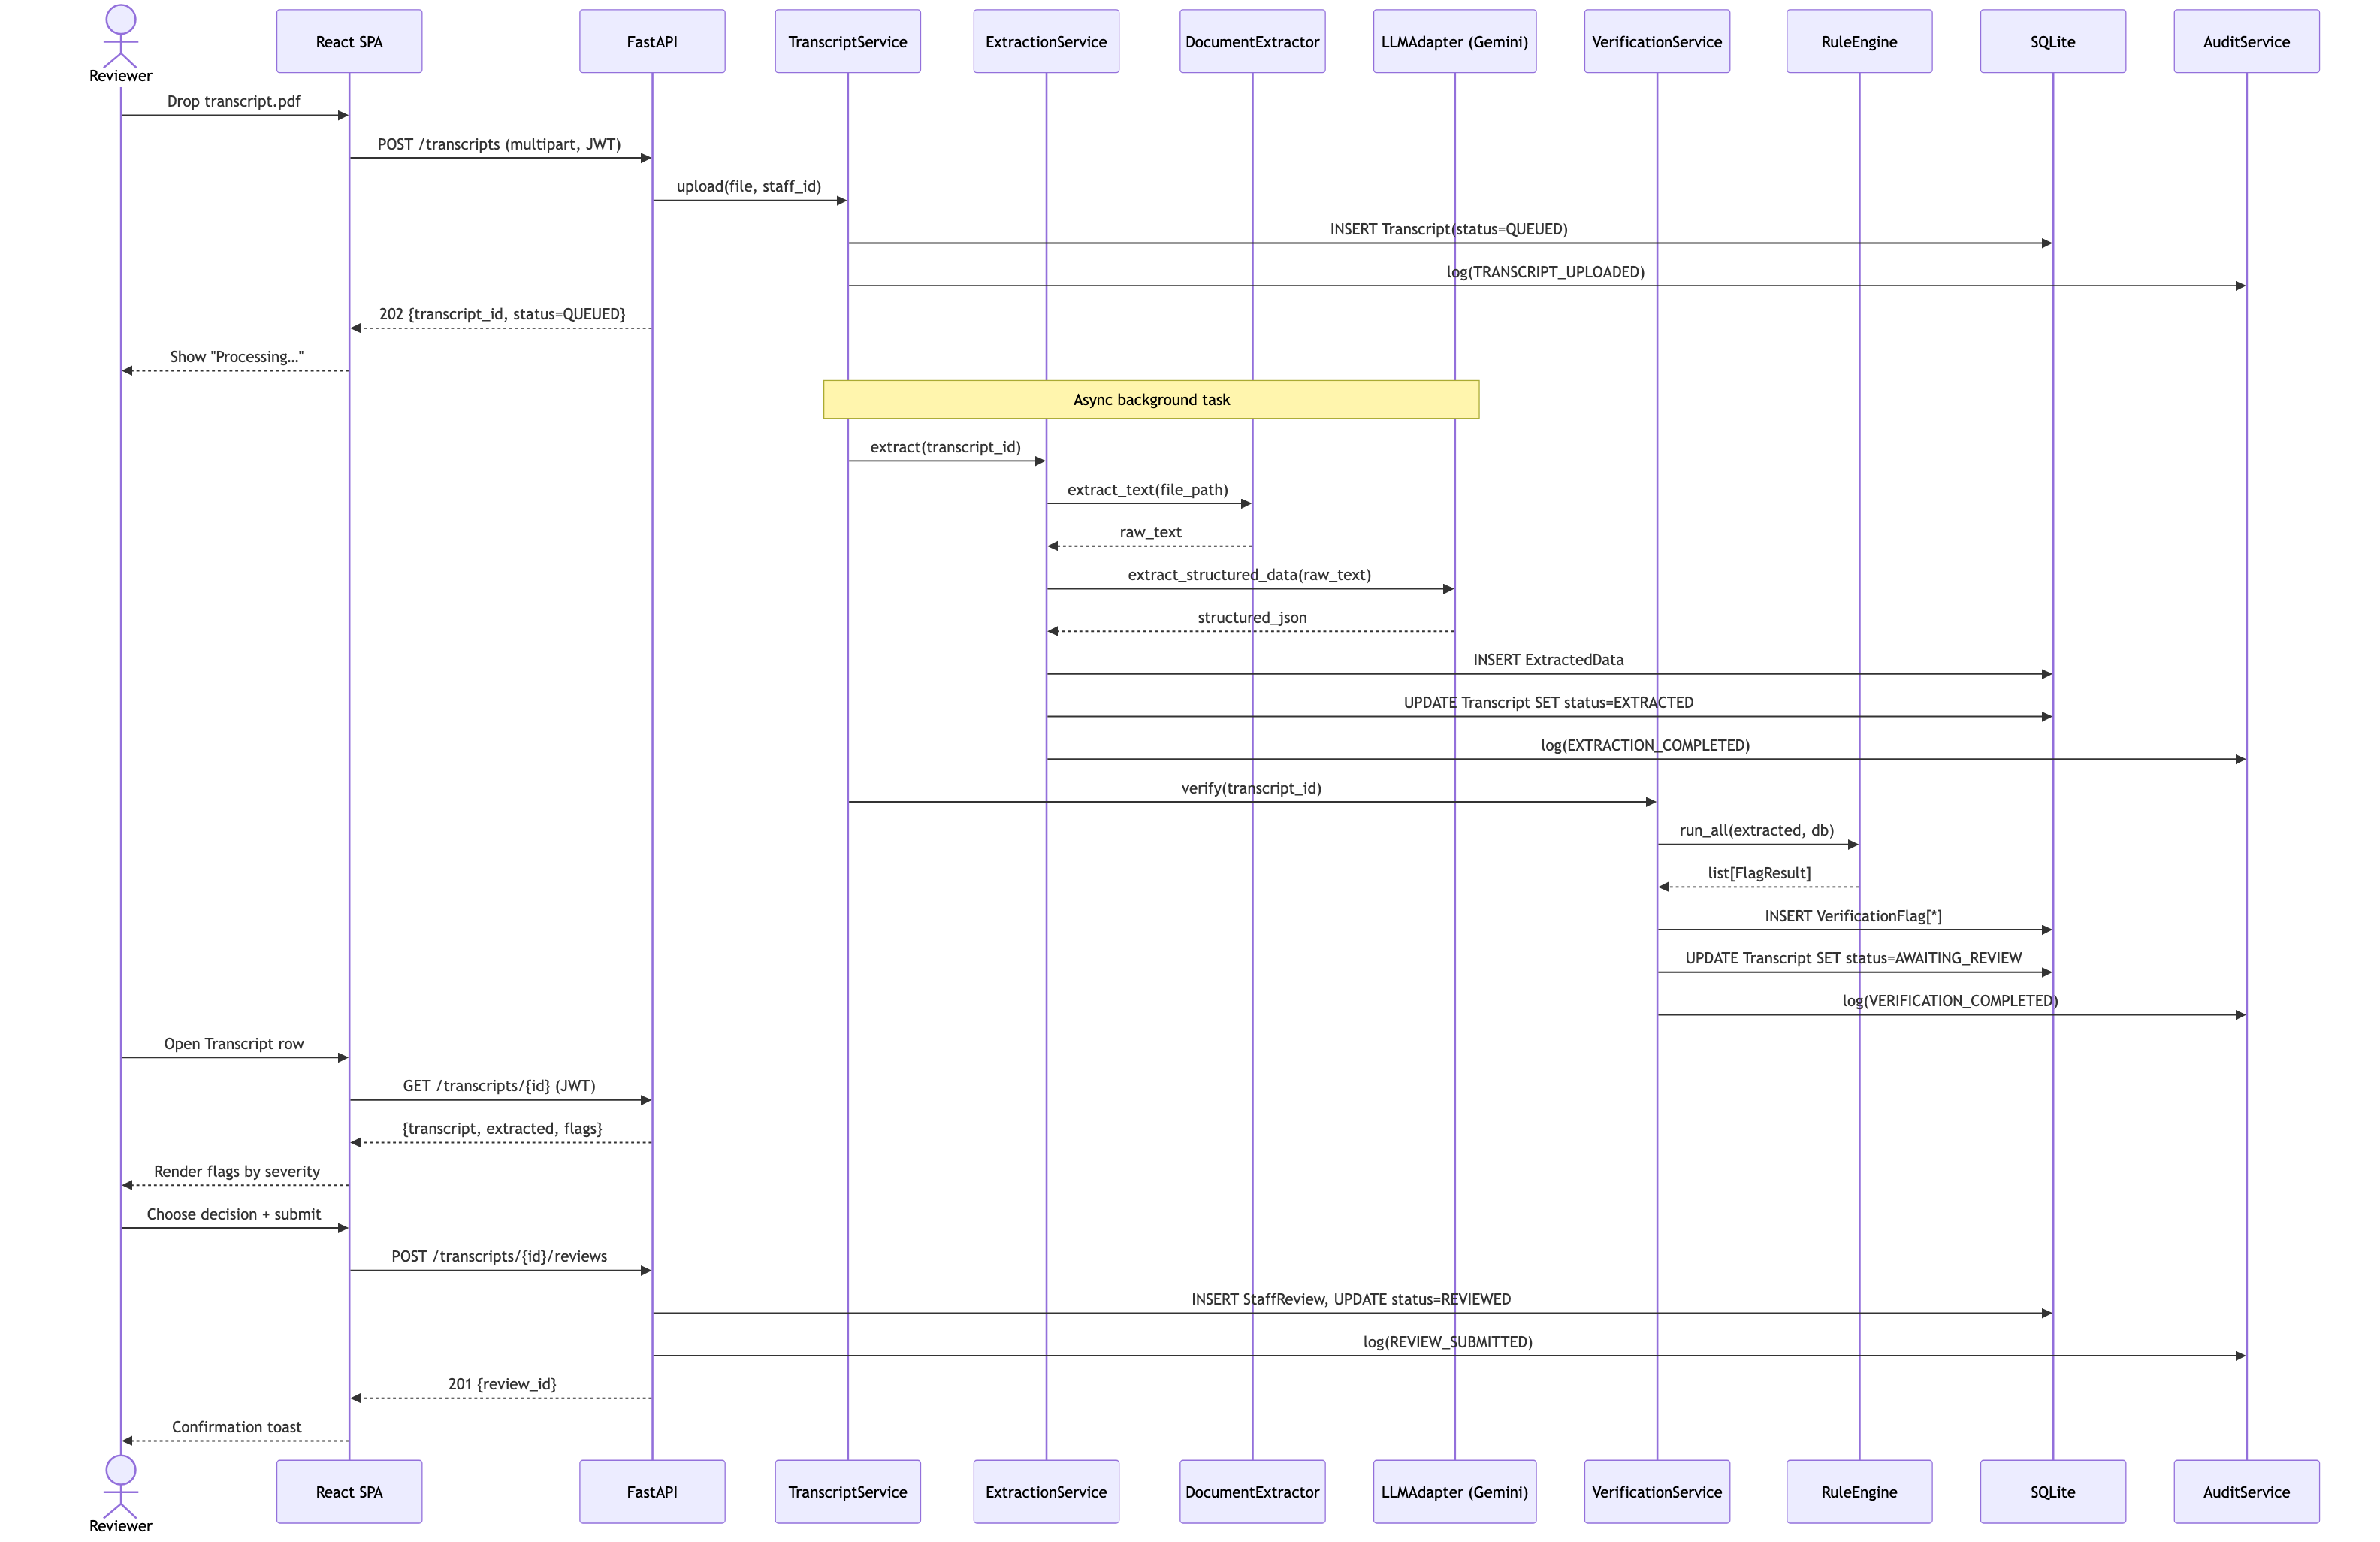 Reviewer
React SPA
FastAPI
TranscriptService
ExtractionService
DocumentExtractor
LLMAdapter (Gemini)
VerificationService
RuleEngine
SQLite
AuditService
Drop transcript.pdf
POST /transcripts (multipart, JWT)
upload(file, staff_id)
INSERT Transcript(status=QUEUED)
log(TRANSCRIPT_UPLOADED)
202 {transcript_id, status=QUEUED}
Show "Processing..."
Async background task
extract(transcript_id)
extract_text(file_path)
raw_text
extract_structured_data(raw_text)
structured_json
INSERT ExtractedData
UPDATE Transcript SET status=EXTRACTED
log(EXTRACTION_COMPLETED)
verify(transcript_id)
run_all(extracted, db)
list[FlagResult]
INSERT VerificationFlag[*]
UPDATE Transcript SET status=AWAITING_REVIEW
log(VERIFICATION_COMPLETED)
Open Transcript row
GET /transcripts/{id} (JWT)
{transcript, extracted, flags}
Render flags by severity
Choose decision + submit
POST /transcripts/{id}/reviews
INSERT StaffReview, UPDATE status=REVIEWED
log(REVIEW_SUBMITTED)
201 {review_id}
Confirmation toast
Reviewer
React SPA
FastAPI
TranscriptService
ExtractionService
DocumentExtractor
LLMAdapter (Gemini)
VerificationService
RuleEngine
SQLite
AuditService